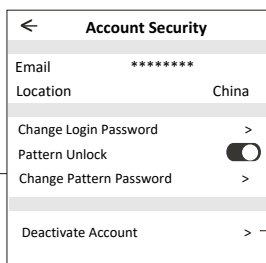 Account Security
Email ********
Location China
Change Login Password >
Pattern Unlock
Change Pattern Password >
Deactivate Account >